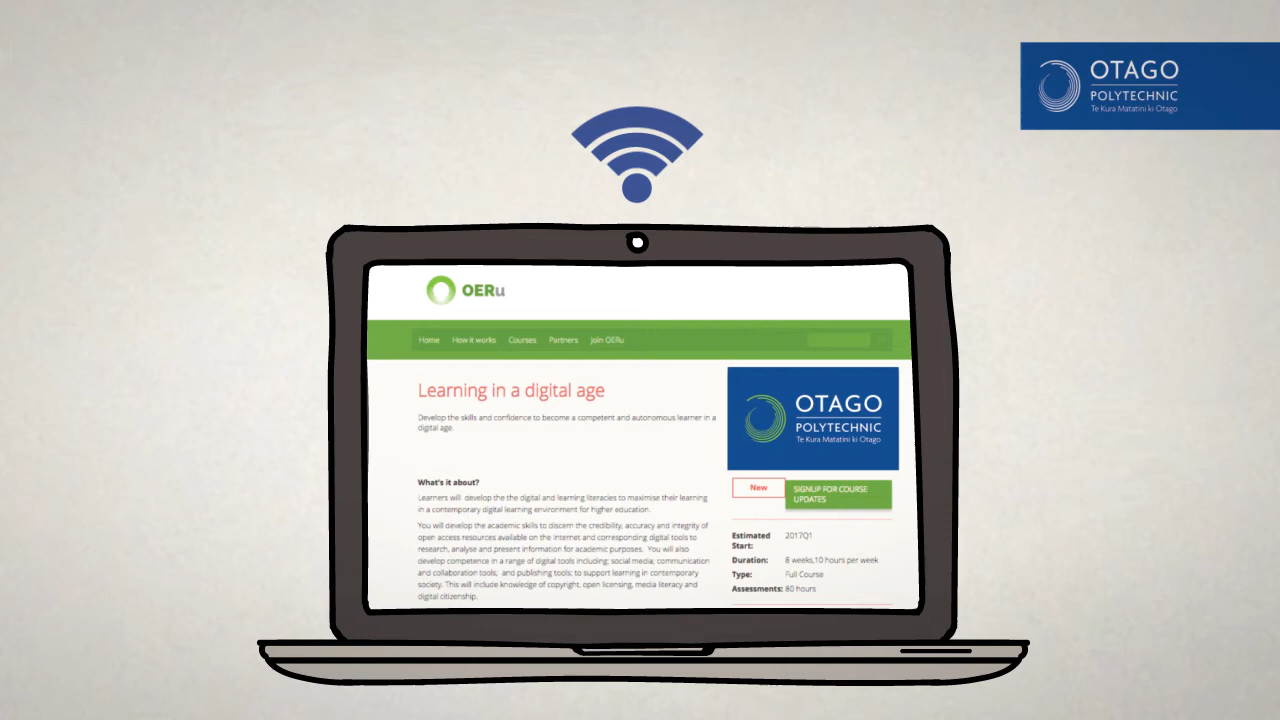 OTAGO
POLYTECHNIC
Te Kura Matatini ki Otago
OERu
Home How it works Courses Partners Join OERu
Learning in a digital age
Develop the skills and confidence to become a competent and autonomous learner in a
digital age.
OTAGO
POLYTECHNIC
Te Kura Matatini ki Otago
What's it about?
Learners will develop the the digital and learning literacies to maximise their learning
in a contemporary digital learning environment for higher education.
You will develop the academic skills to discern the credibility, accuracy and integrity of
open access resources available on the Internet and corresponding digital tools to
research, analyse and present information for academic purposes. You will also
develop competence in a range of digital tools including: social media; communication
and collaboration tools; and publishing tools; to support learning in contemporary
society. This will include knowledge of copyright, open licensing, media literacy and
digital citizenship.
New
SIGNUP FOR COURSE
UPDATES
Estimated 2017Q1
Start:
Duration: 8 weeks,10 hours per week
Type: Full Course
Assessments: 80 hours